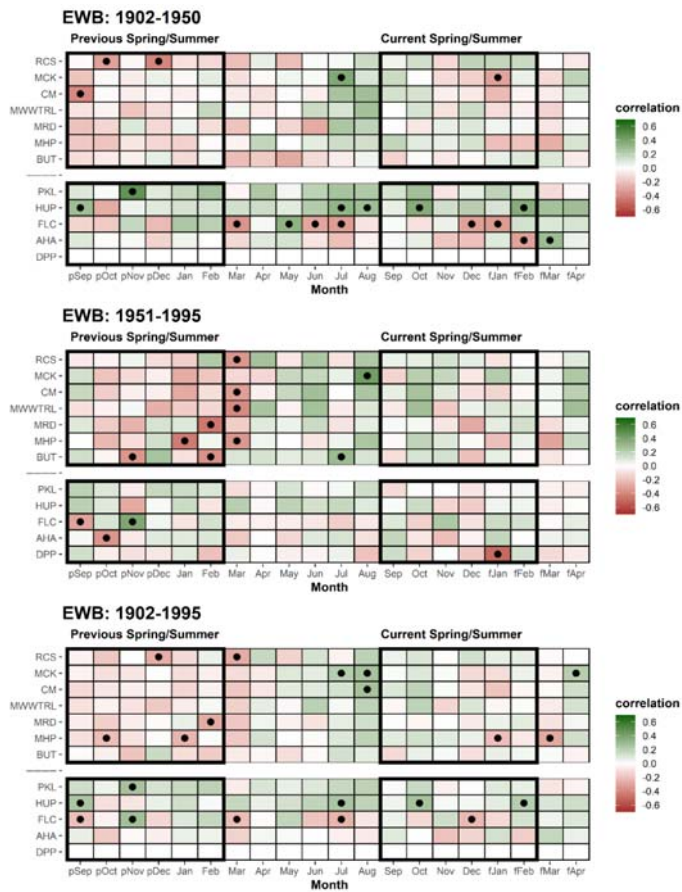 EWB: 1902-1950
Previous Spring/Summer Current Spring/Summer
RCS
MCK
CM
MWWTRL
MRD
MHP
BUT
PKL
HUP
FLC
AHA
DPP
pSep pOct pNov pDec Jan Feb Mar Apr May Jun Jul Aug Sep Oct Nov Dec fJan fFeb fMar fApr
Month
correlation
0.6
0.4
0.2
0.0
-0.2
-0.4
-0.6
EWB: 1951-1995
Previous Spring/Summer Current Spring/Summer
RCS
MCK
CM
MWWTRL
MRD
MHP
BUT
PKL
HUP
FLC
AHA
DPP
pSep pOct pNov pDec Jan Feb Mar Apr May Jun Jul Aug Sep Oct Nov Dec fJan fFeb fMar fApr
Month
correlation
0.6
0.4
0.2
0.0
-0.2
-0.4
-0.6
EWB: 1902-1995
Previous Spring/Summer Current Spring/Summer
RCS
MCK
CM
MWWTRL
MRD
MHP
BUT
PKL
HUP
FLC
AHA
DPP
pSep pOct pNov pDec Jan Feb Mar Apr May Jun Jul Aug Sep Oct Nov Dec fJan fFeb fMar fApr
Month
correlation
0.6
0.4
0.2
0.0
-0.2
-0.4
-0.6